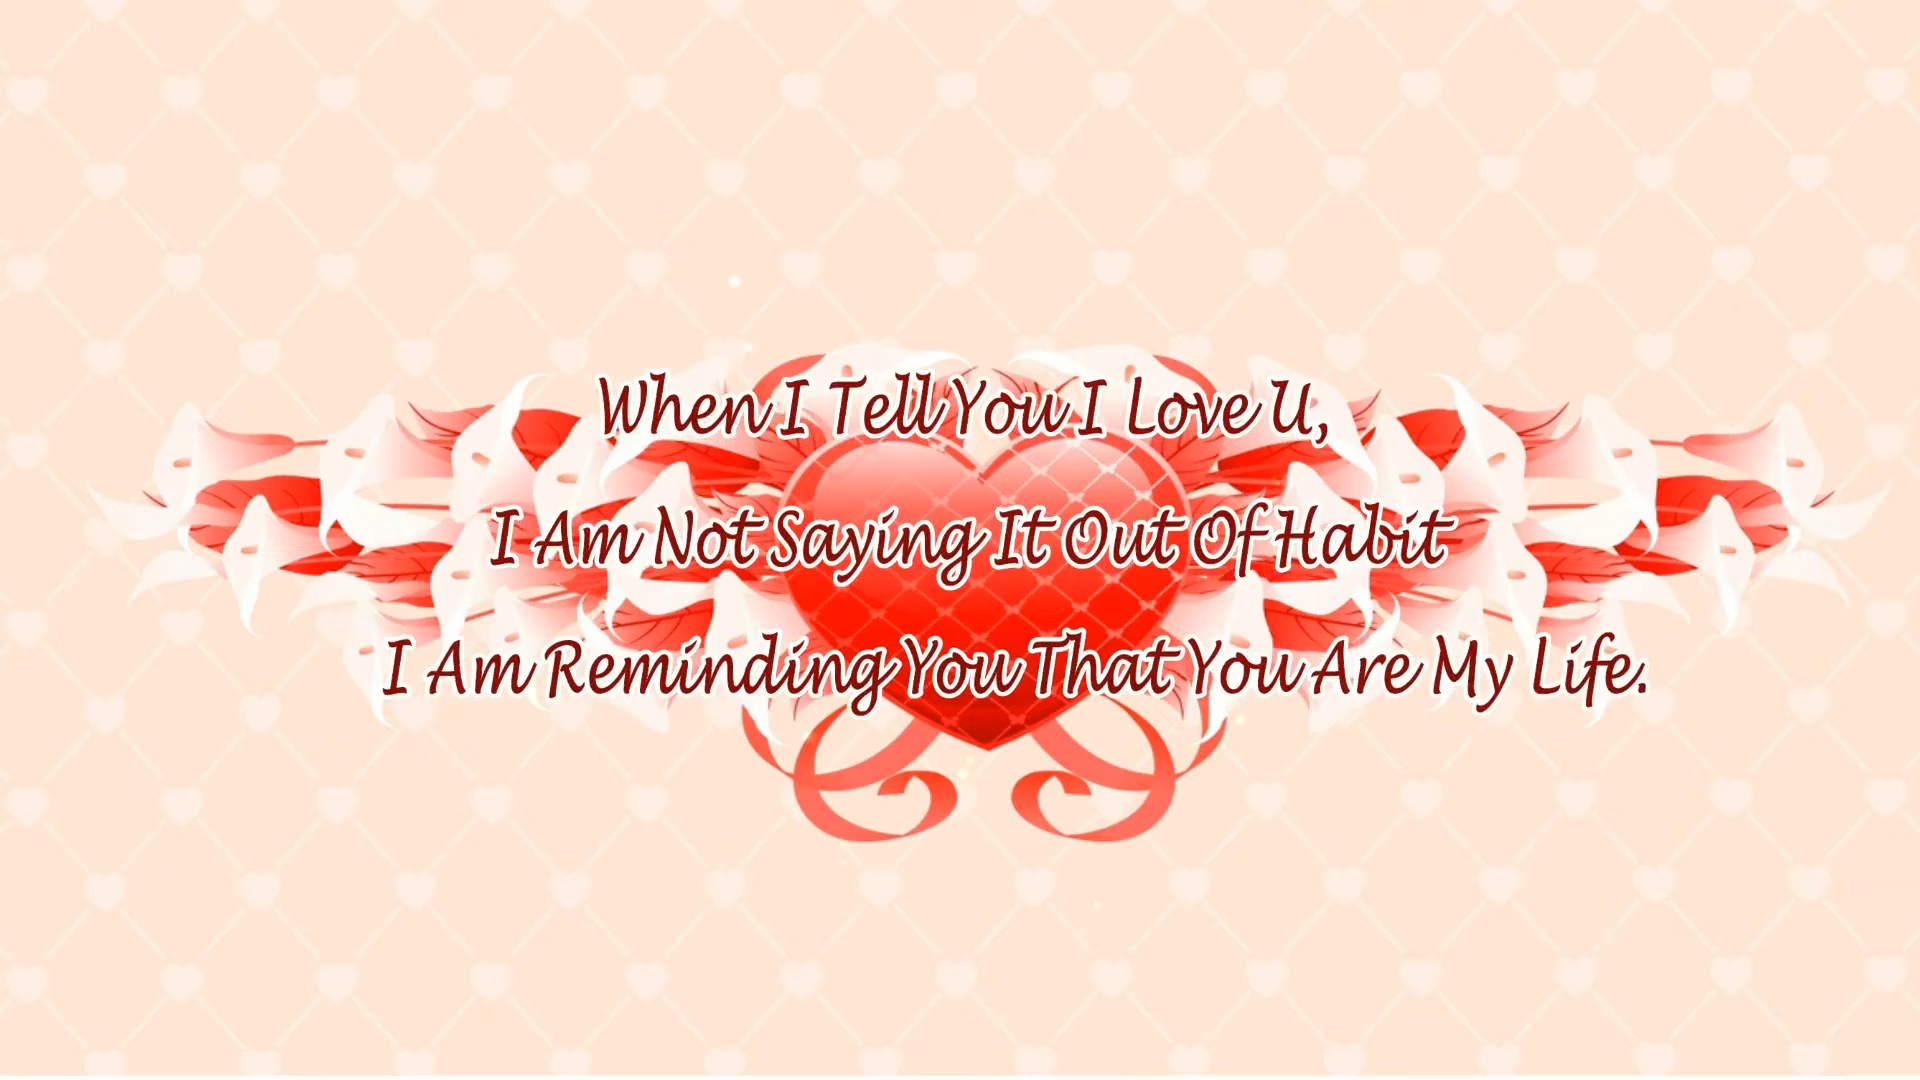 When I Tell You I Love U,
I Am Not Saying It Out Of Habit
I Am Reminding You That You Are My Life.